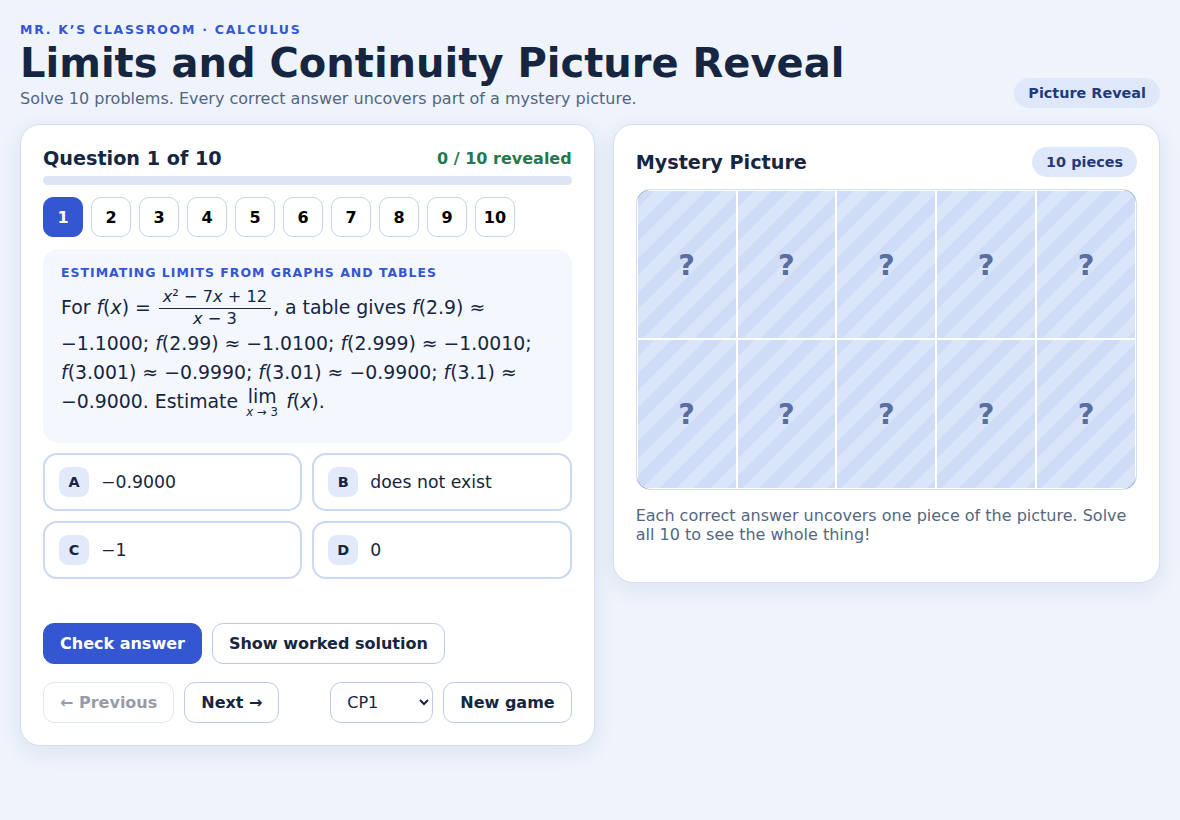 MR. K’S CLASSROOM · CALCULUS
Limits and Continuity Picture Reveal
Solve 10 problems. Every correct answer uncovers part of a mystery picture.
Picture Reveal
Question 1 of 10
0 / 10 revealed
1 2 3 4 5 6 7 8 9 10
ESTIMATING LIMITS FROM GRAPHS AND TABLES
For f(x) = (x² − 7x + 12)/(x − 3), a table gives f(2.9) ≈
−1.1000; f(2.99) ≈ −1.0100; f(2.999) ≈ −1.0010;
f(3.001) ≈ −0.9990; f(3.01) ≈ −0.9900; f(3.1) ≈
−0.9000. Estimate lim x → 3 f(x).
A −0.9000
B does not exist
C −1
D 0
Check answer
Show worked solution
← Previous
Next →
CP1
New game
Mystery Picture
10 pieces
? ? ? ? ?
? ? ? ? ?
Each correct answer uncovers one piece of the picture. Solve
all 10 to see the whole thing!